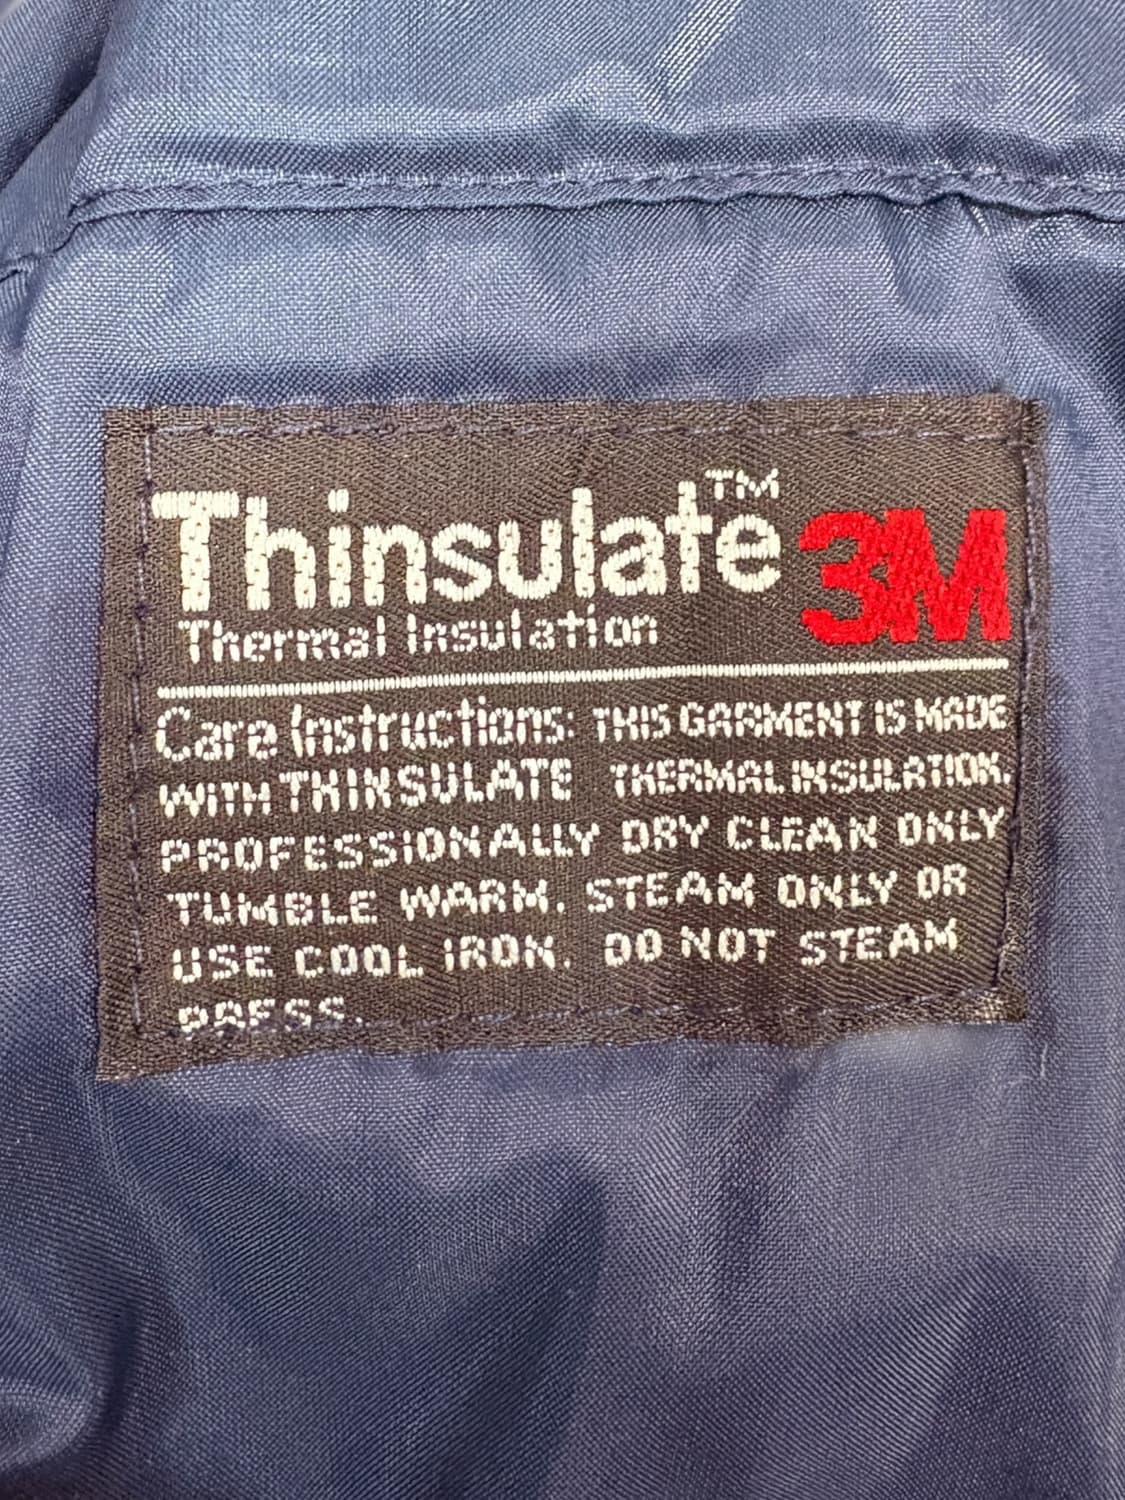 Thinsulate™ 3M
Thermal Insulation
Care Instructions: THIS GARMENT IS MADE
WITH THINSULATE THERMAL INSULATION.
PROFESSIONALLY DRY CLEAN ONLY
TUMBLE WARM. STEAM ONLY OR
USE COOL IRON. DO NOT STEAM
PRESS.